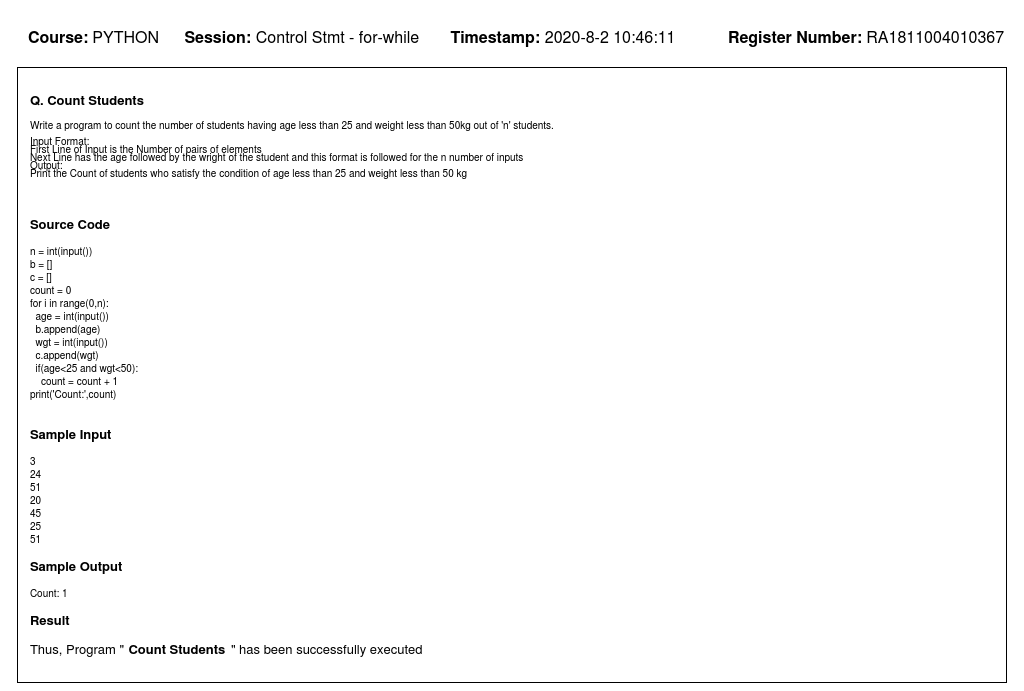 Course: PYTHON Session: Control Stmt - for-while Timestamp: 2020-8-2 10:46:11 Register Number: RA1811004010367
Q. Count Students
Write a program to count the number of students having age less than 25 and weight less than 50kg out of 'n' students.
Input Format:
First Line of Input is the Number of pairs of elements
Next Line has the age followed by the wright of the student and this format is followed for the n number of inputs
Output:
Print the Count of students who satisfy the condition of age less than 25 and weight less than 50 kg
Source Code
n = int(input())
b = []
c = []
count = 0
for i in range(0,n):
  age = int(input())
  b.append(age)
  wgt = int(input())
  c.append(wgt)
  if(age<25 and wgt<50):
    count = count + 1
print('Count:',count)
Sample Input
3
24
51
20
45
25
51
Sample Output
Count: 1
Result
Thus, Program " Count Students " has been successfully executed